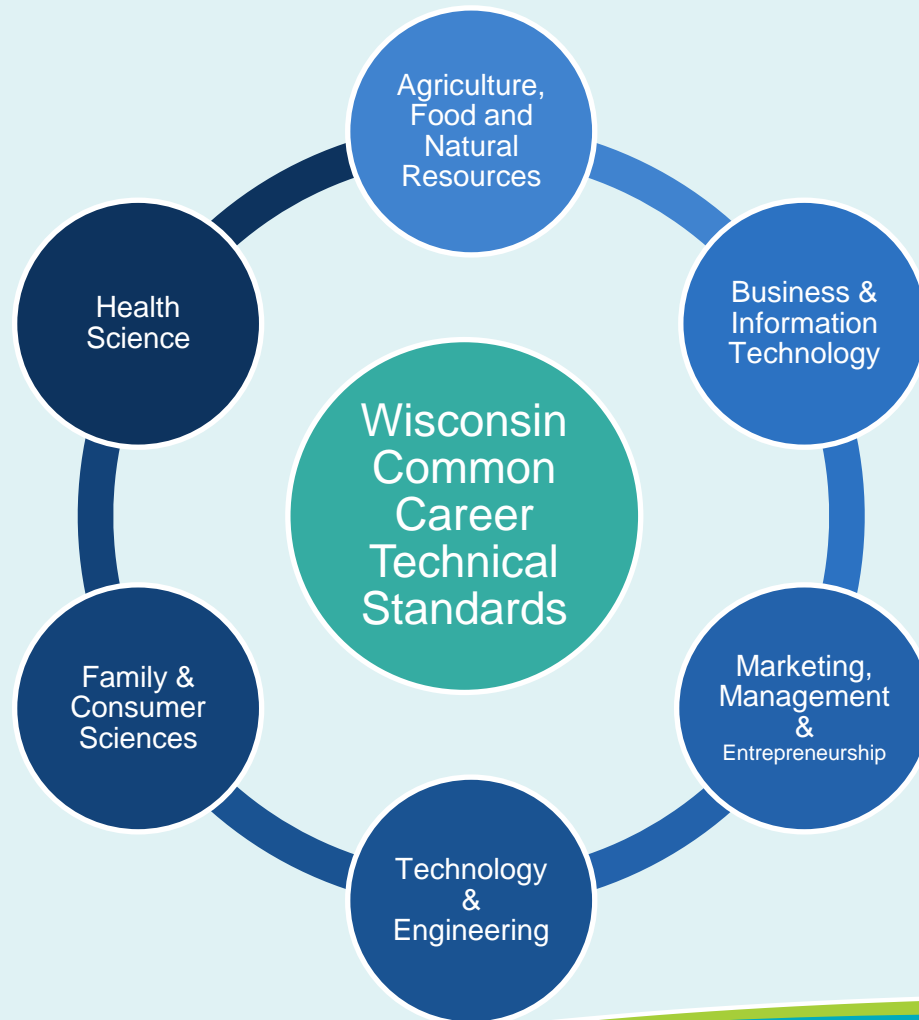 Agriculture,
Food and
Natural
Resources
Business &
Information
Technology
Marketing,
Management
&
Entrepreneurship
Technology
&
Engineering
Family &
Consumer
Sciences
Health
Science
Wisconsin
Common
Career
Technical
Standards